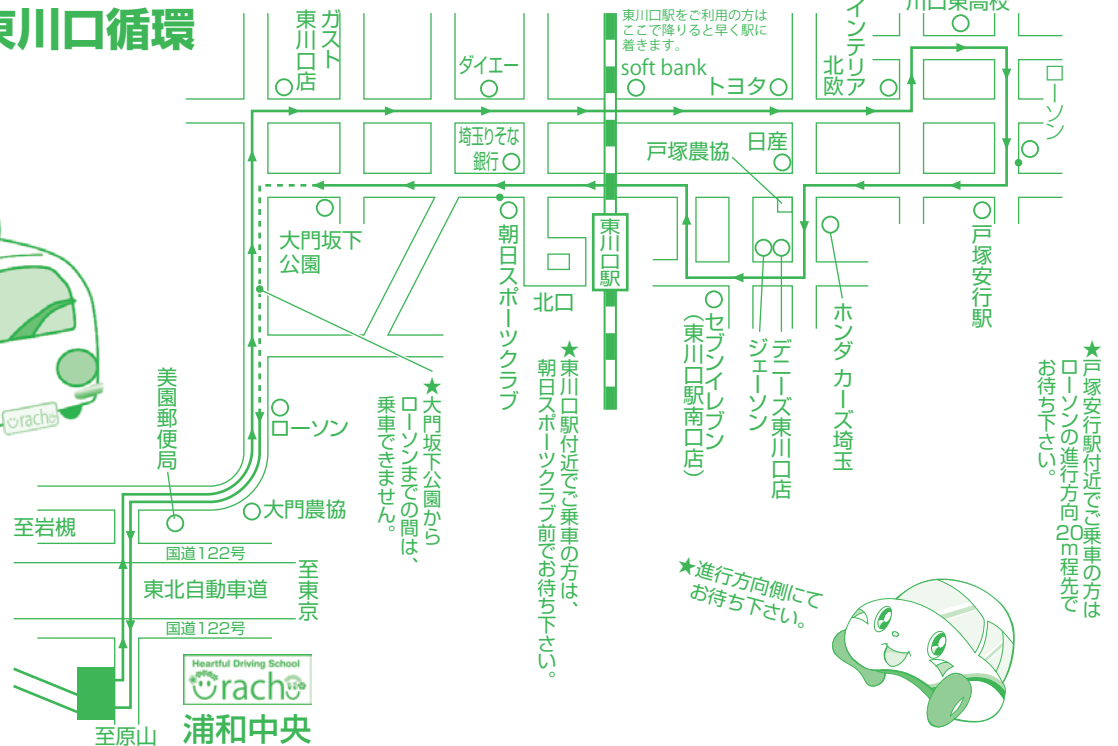 東川口循環
ガスト
東川口店
ダイエー
東川口駅をご利用の方は
ここで降りると早く駅に
着きます。
soft bank
トヨタ
インテリア
北欧
川口東高校
ローソン
埼玉りそな
銀行
戸塚農協
日産
大門坂下
公園
朝日スポーツクラブ
東川口駅
北口
戸塚安行駅
セブンイレブン
(東川口駅南口店)
デニーズ東川口店
ジェーソン
ホンダ カーズ埼玉
★戸塚安行駅付近でご乗車の方は
ローソンの進行方向20m程先で
お待ち下さい。
★東川口駅付近でご乗車の方は、
朝日スポーツクラブ前でお待ち下さい。
★大門坂下公園から
ローソンまでの間は、
乗車できません。
ローソン
美園郵便局
大門農協
uracho
至岩槻
国道122号
東北自動車道
至東京
国道122号
★進行方向側にて
お待ち下さい。
Heartful Driving School
uracho
浦和中央
至原山